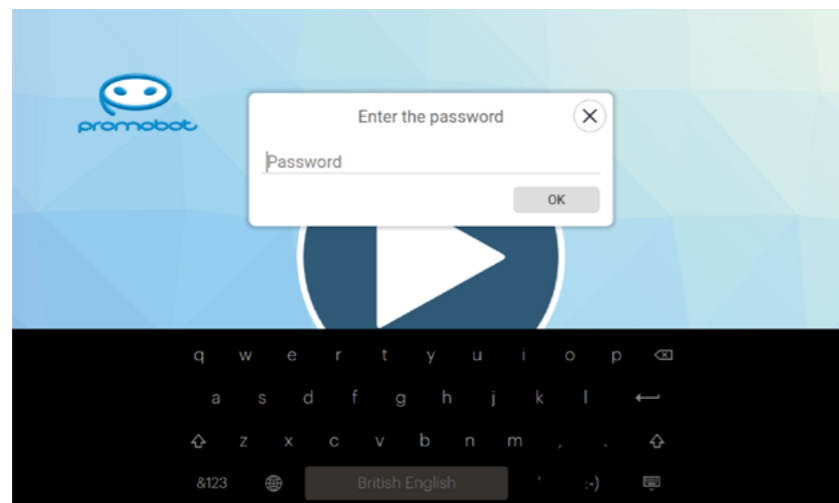 promobot
Enter the password
Password
OK
q w e r t y u i o p
a s d f g h j k l
z x c v b n m , .
&123 British English ' :-)